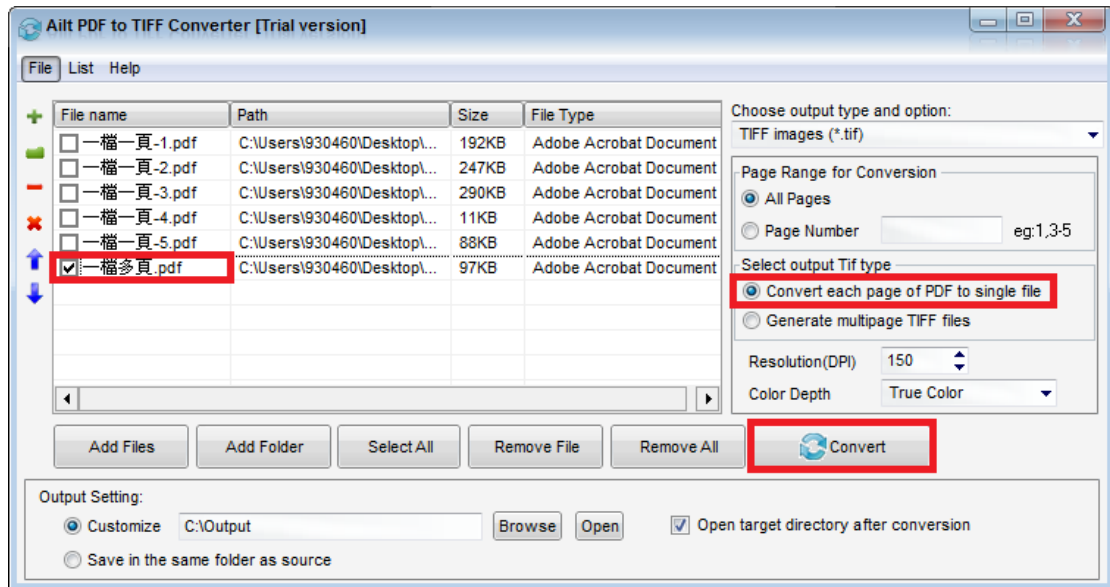 Ailt PDF to TIFF Converter [Trial version]
File List Help
File name Path Size File Type
一檔一頁-1.pdf C:\Users\930460\Desktop\... 192KB Adobe Acrobat Document
一檔一頁-2.pdf C:\Users\930460\Desktop\... 247KB Adobe Acrobat Document
一檔一頁-3.pdf C:\Users\930460\Desktop\... 290KB Adobe Acrobat Document
一檔一頁-4.pdf C:\Users\930460\Desktop\... 11KB Adobe Acrobat Document
一檔一頁-5.pdf C:\Users\930460\Desktop\... 88KB Adobe Acrobat Document
一檔多頁.pdf C:\Users\930460\Desktop\... 97KB Adobe Acrobat Document
Choose output type and option:
TIFF images (*.tif)
Page Range for Conversion
All Pages
Page Number eg:1,3-5
Select output Tif type
Convert each page of PDF to single file
Generate multipage TIFF files
Resolution(DPI) 150
Color Depth True Color
Add Files Add Folder Select All Remove File Remove All Convert
Output Setting:
Customize C:\Output Browse Open Open target directory after conversion
Save in the same folder as source